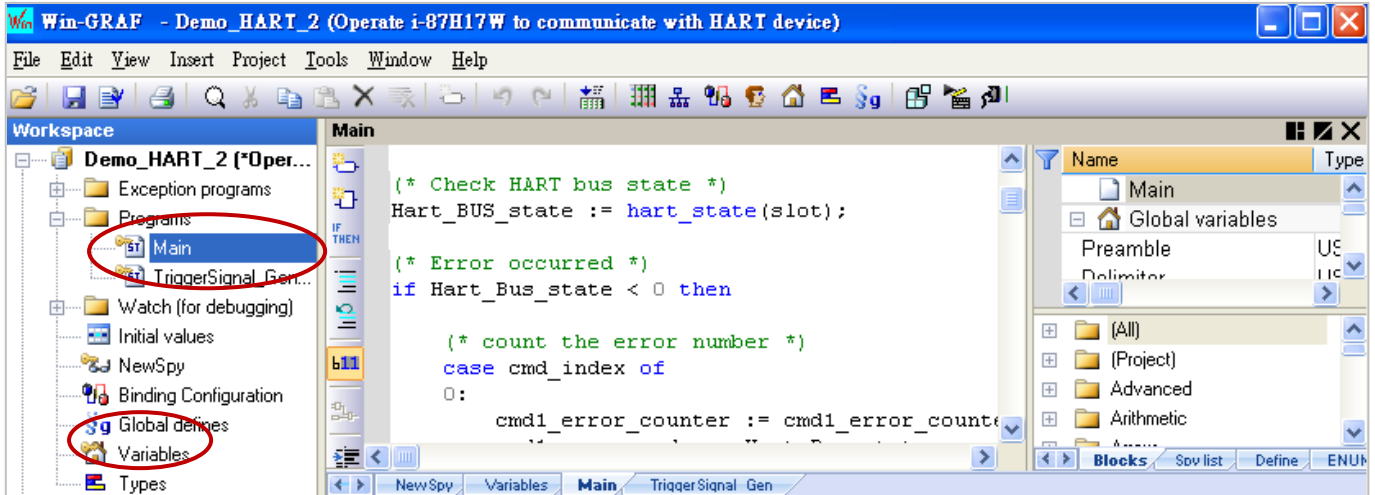 Win-GRAF - Demo_HART_2 (Operate i-87H17W to communicate with HART device)
File Edit View Insert Project Tools Window Help
Workspace
Demo_HART_2 (*Oper...
Exception programs
Programs
Main
TriggerSignal_Gen...
Watch (for debugging)
Initial values
NewSpy
Binding Configuration
Global defines
Variables
Types
Main
IF
THEN
(* Check HART bus state *)
Hart_BUS_state := hart_state(slot);
(* Error occurred *)
if Hart_Bus_state < 0 then
(* count the error number *)
case cmd_index of
0:
cmd1_error_counter := cmd1_error_counte
NewSpy Variables Main TriggerSignal_Gen
Name Type
Main
Global variables
Preamble US
Delimiter
(All)
(Project)
Advanced
Arithmetic
Blocks Spy list Define ENUM